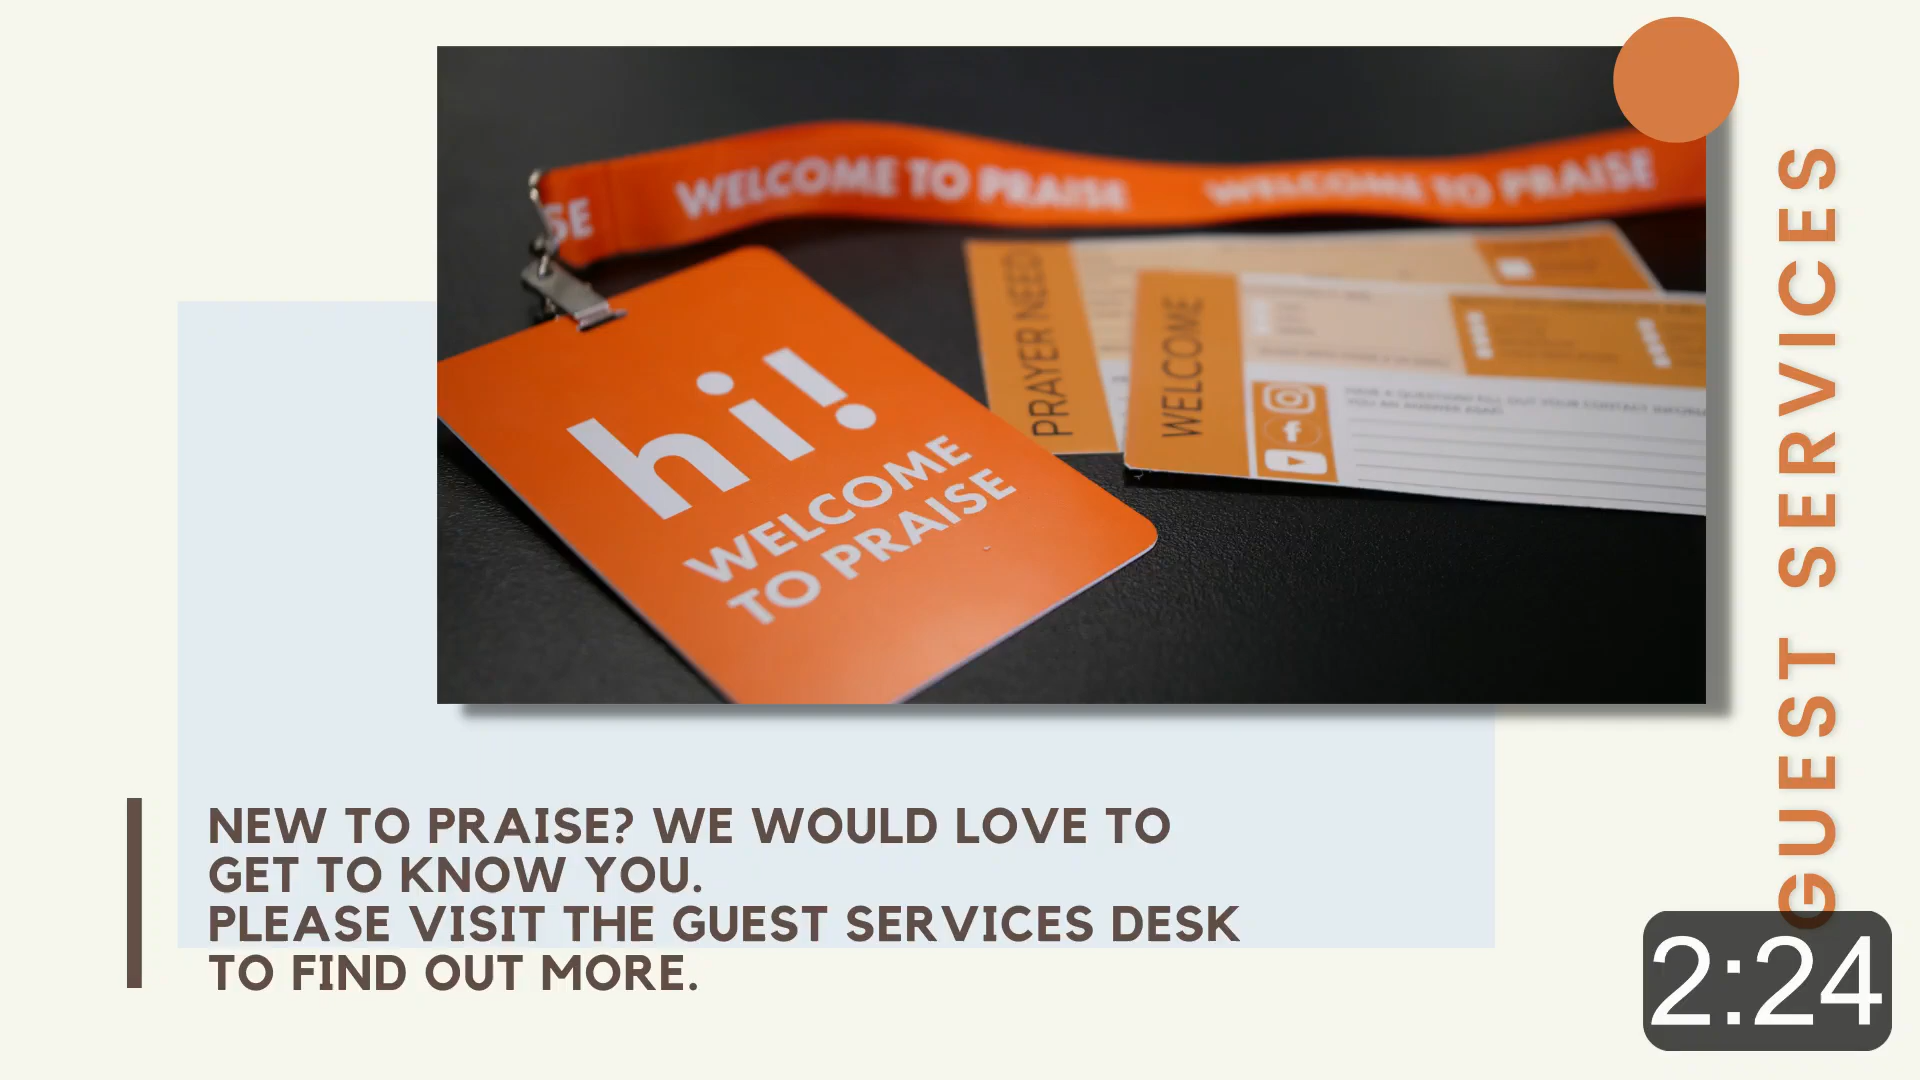 SE WELCOME TO PRAISE WELCOME TO PRAISE
hi!
WELCOME
TO PRAISE
PRAYER NEED
WELCOME
GUEST SERVICES
NEW TO PRAISE? WE WOULD LOVE TO
GET TO KNOW YOU.
PLEASE VISIT THE GUEST SERVICES DESK
TO FIND OUT MORE.
2:24